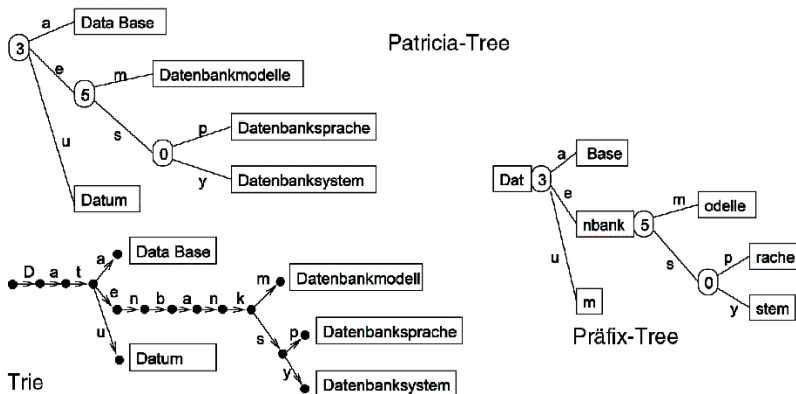 Patricia-Tree
a
Data Base
3
e
m
Datenbankmodelle
5
u
s
p
Datenbanksprache
0
y
Datenbanksystem
Datum
a
Base
Dat
3
e
m
odelle
nbank
5
u
s
p
rache
0
y
stem
m
Präfix-Tree
D
a
t
a
Data Base
e
n
b
a
n
k
m
Datenbankmodell
u
Datum
s
p
Datenbanksprache
y
Datenbanksystem
Trie